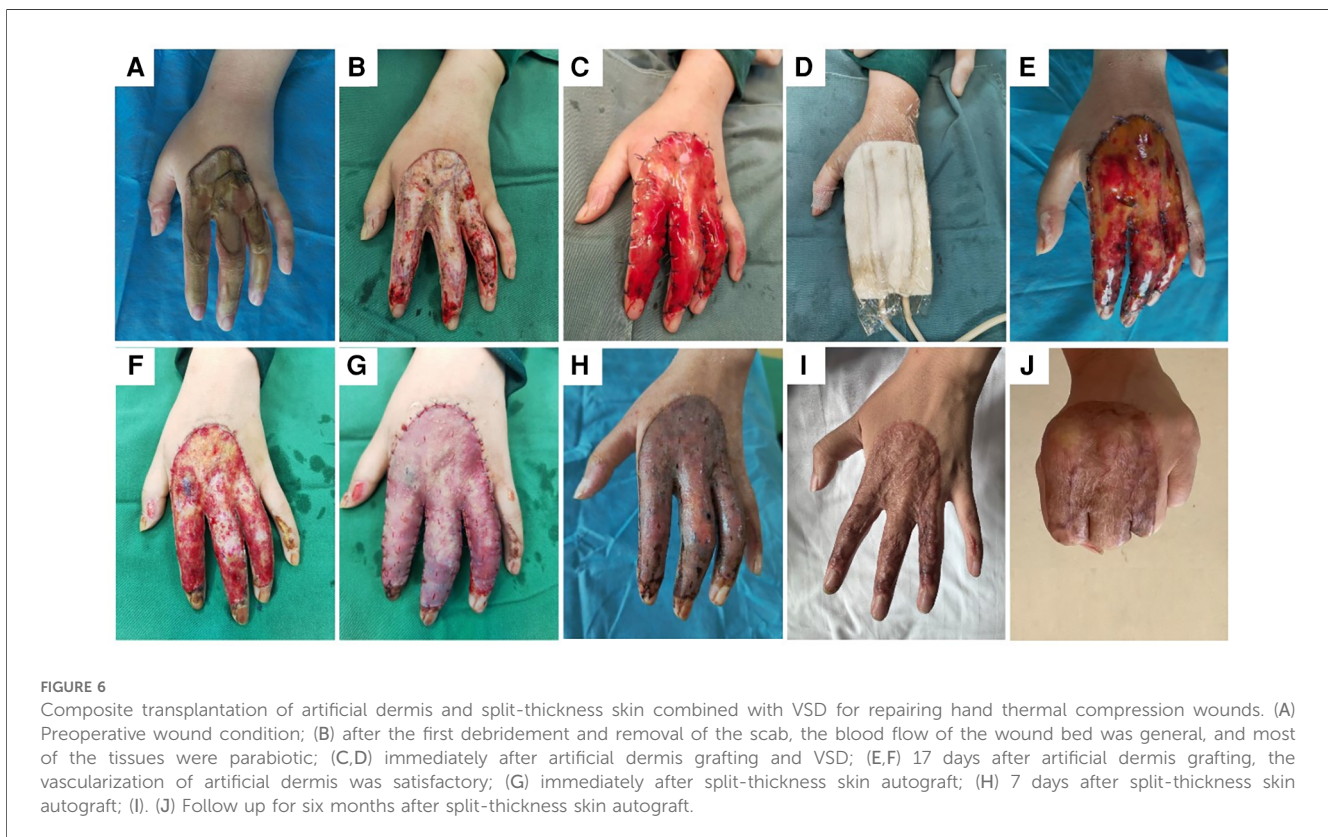 A
B
C
D
E
F
G
H
I
J
FIGURE 6
Composite transplantation of artificial dermis and split-thickness skin combined with VSD for repairing hand thermal compression wounds. (A)
Preoperative wound condition; (B) after the first debridement and removal of the scab, the blood flow of the wound bed was general, and most
of the tissues were parabiotic; (C,D) immediately after artificial dermis grafting and VSD; (E,F) 17 days after artificial dermis grafting, the
vascularization of artificial dermis was satisfactory; (G) immediately after split-thickness skin autograft; (H) 7 days after split-thickness skin
autograft; (I). (J) Follow up for six months after split-thickness skin autograft.